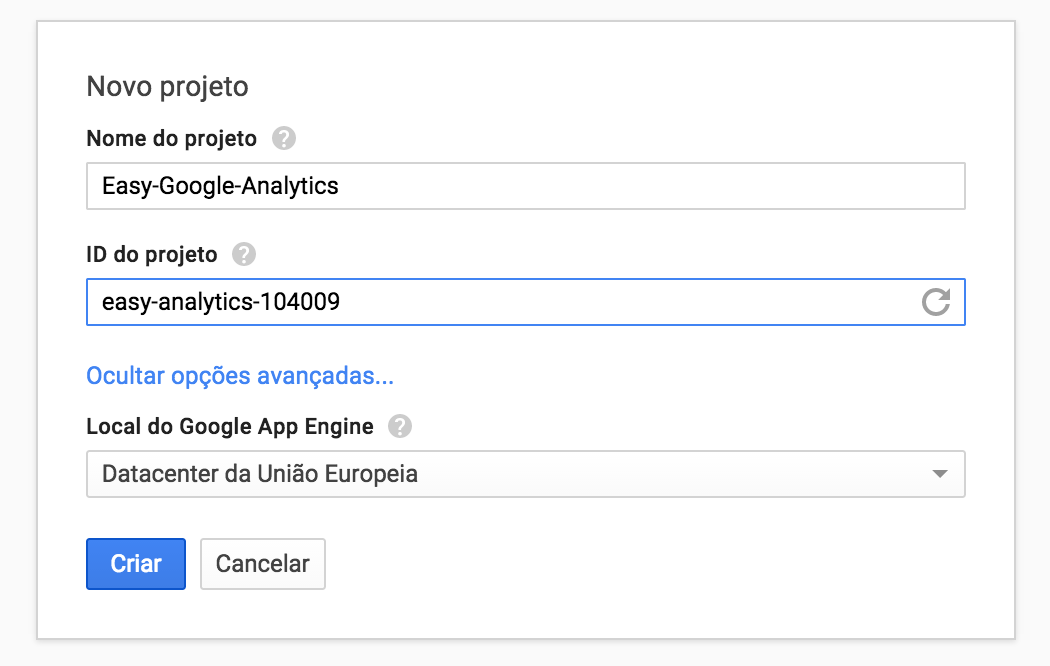 Novo projeto
Nome do projeto ?
Easy-Google-Analytics
ID do projeto ?
easy-analytics-104009
Ocultar opções avançadas...
Local do Google App Engine ?
Datacenter da União Europeia
Criar Cancelar